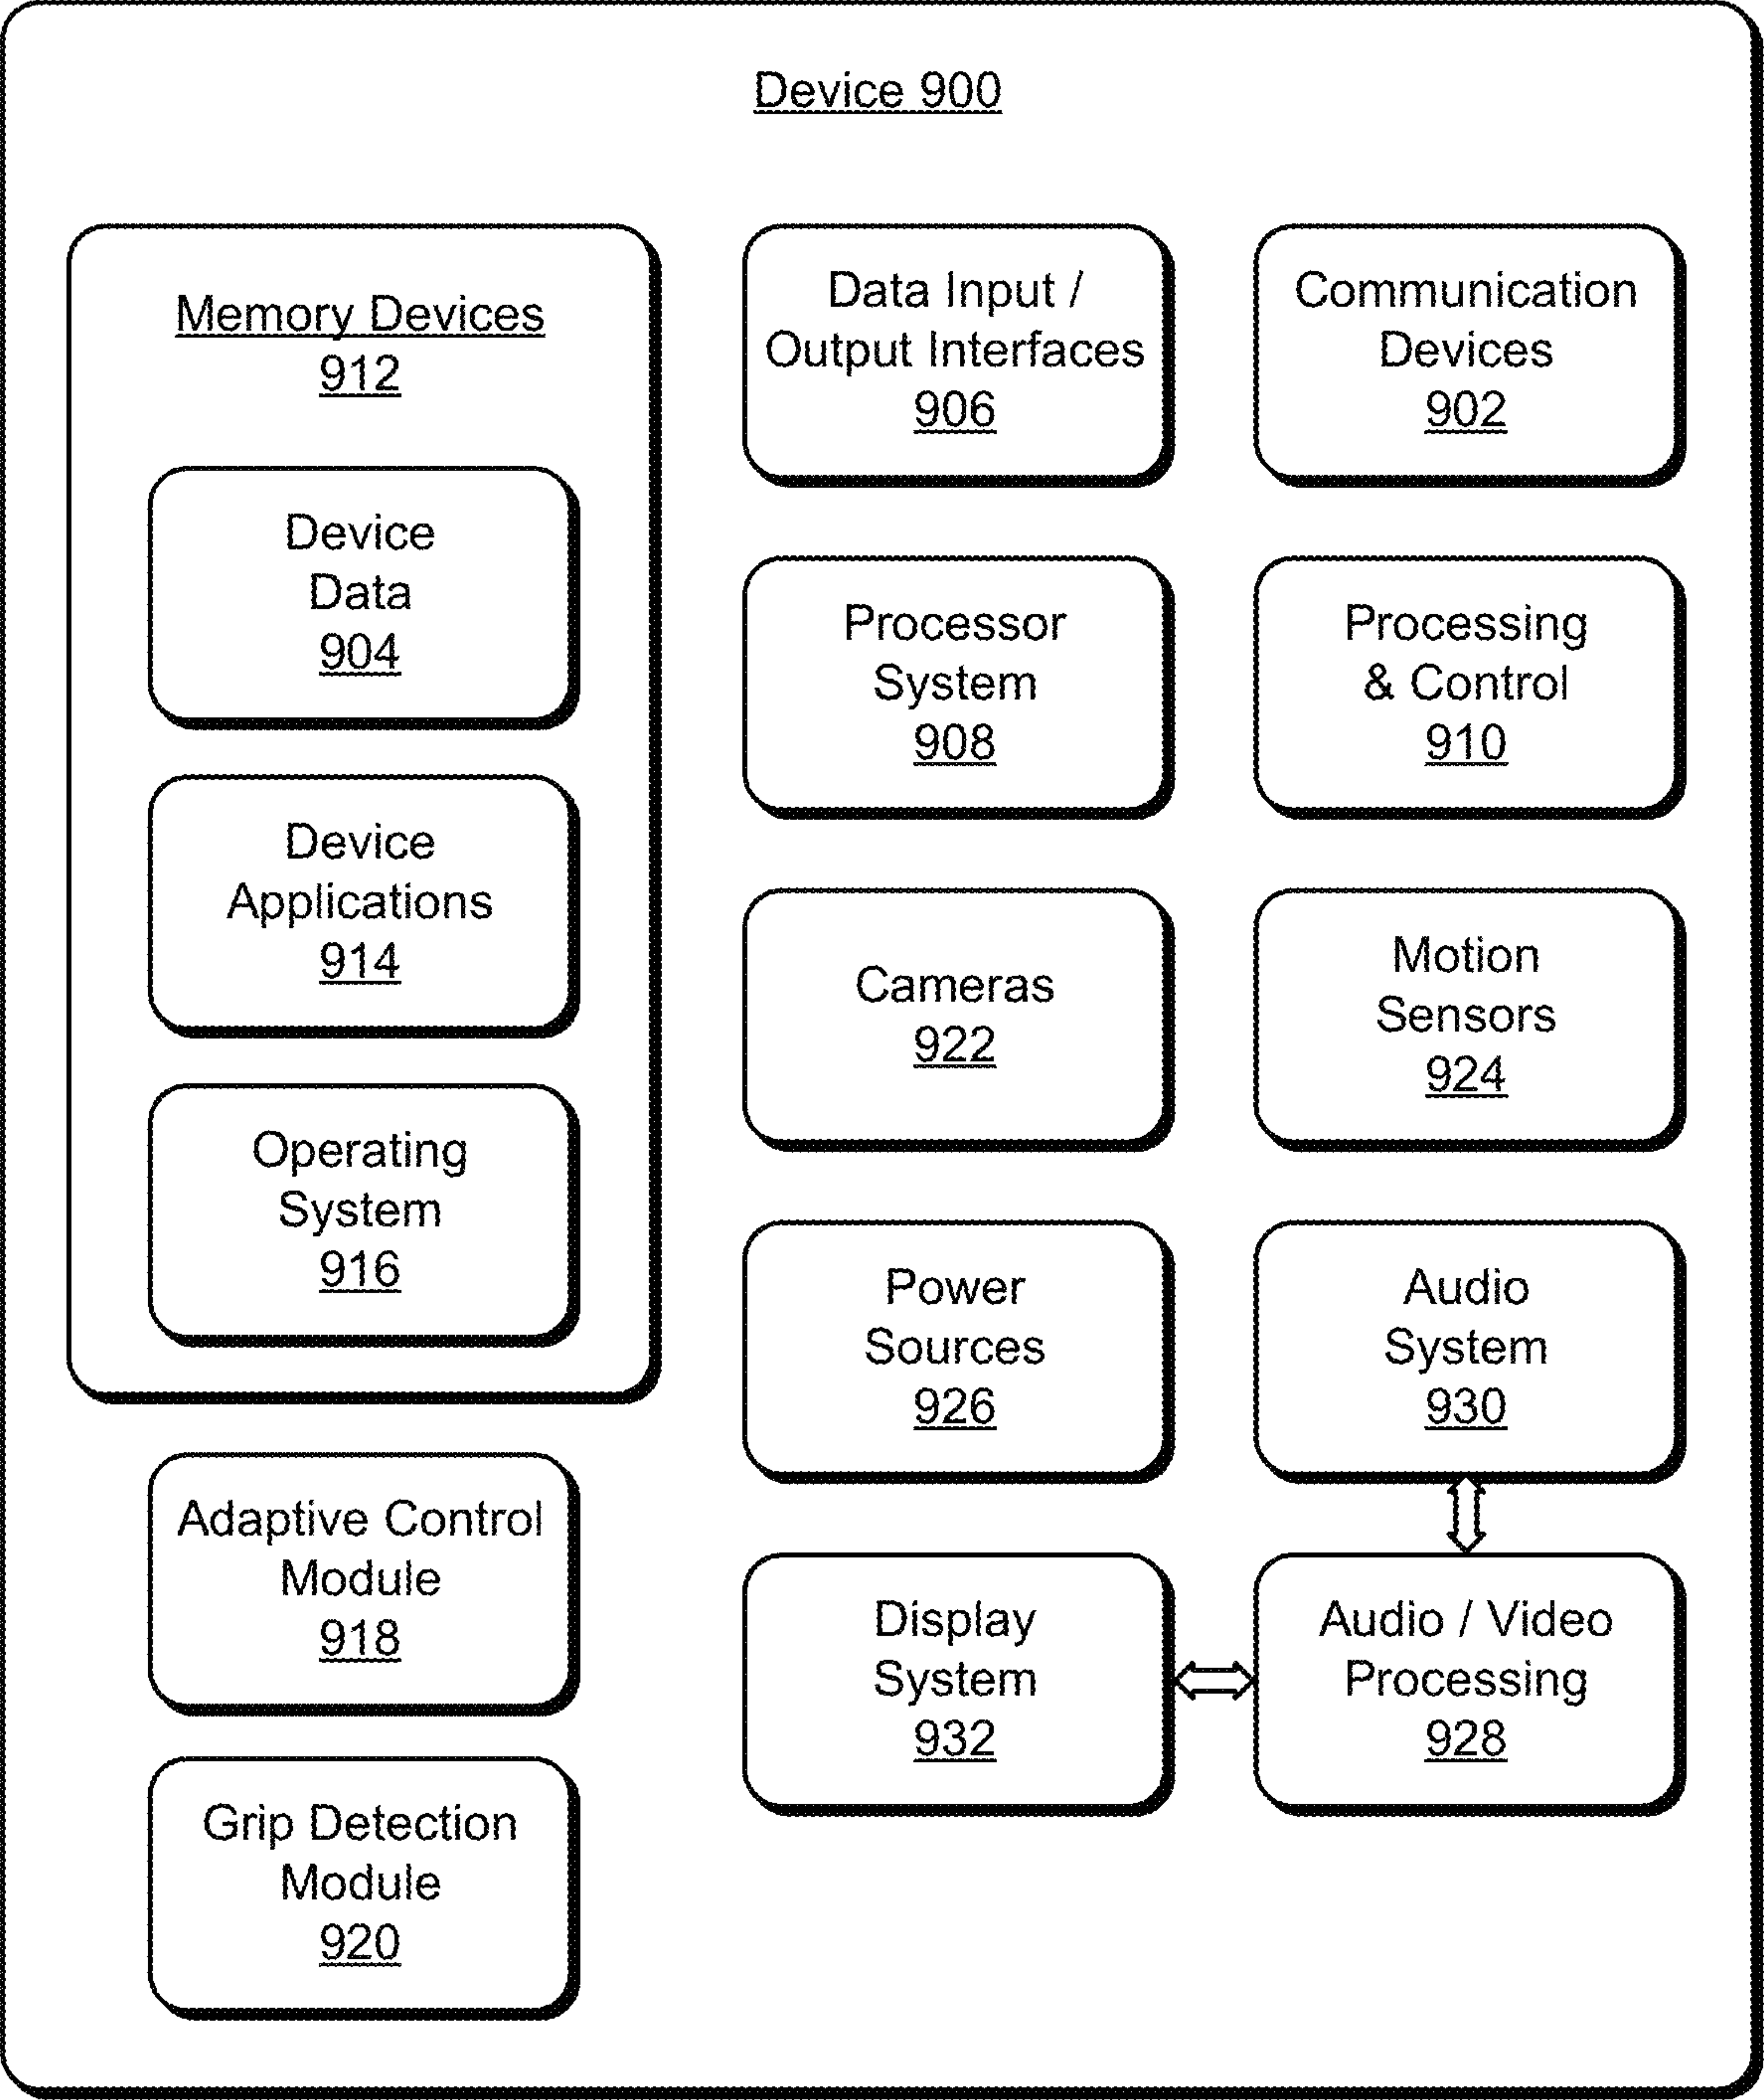 Device 900
Memory Devices
912
Device
Data
904
Device
Applications
914
Operating
System
916
Adaptive Control
Module
918
Grip Detection
Module
920
Data Input /
Output Interfaces
906
Communication
Devices
902
Processor
System
908
Processing
& Control
910
Cameras
922
Motion
Sensors
924
Power
Sources
926
Audio
System
930
Display
System
932
Audio / Video
Processing
928